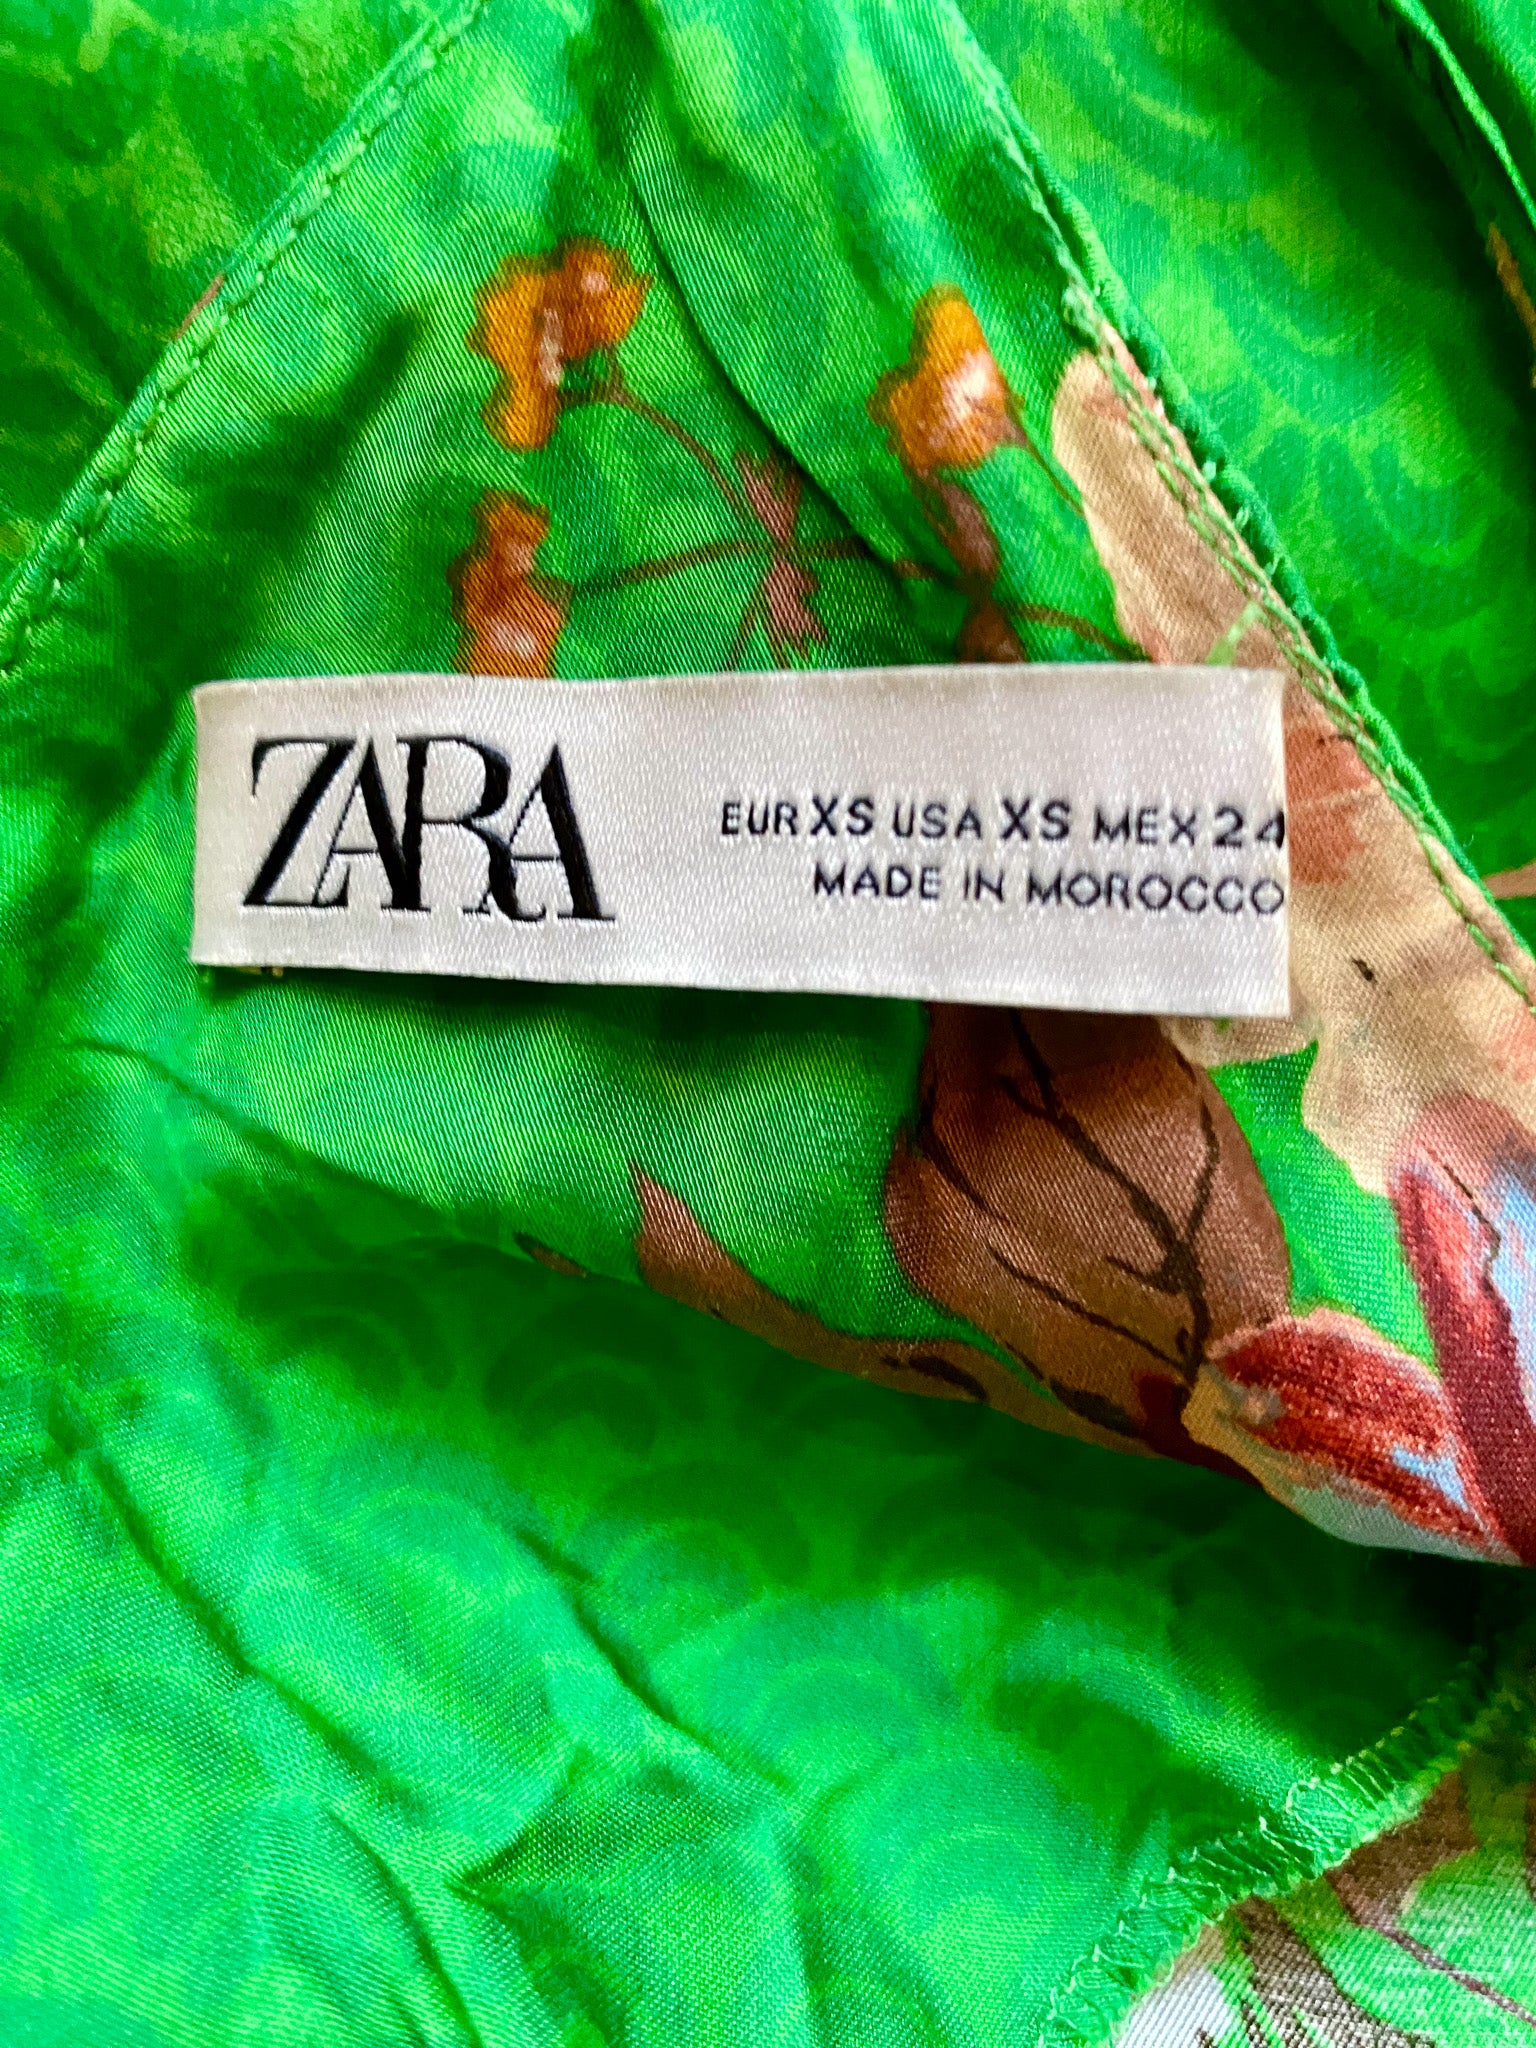 ZARA
EUR XS USA XS MEX 24
MADE IN MOROCCO